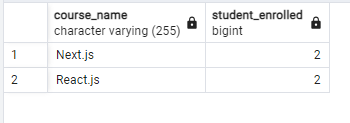 course_name student_enrolled
character varying (255) bigint
1 Next.js 2
2 React.js 2